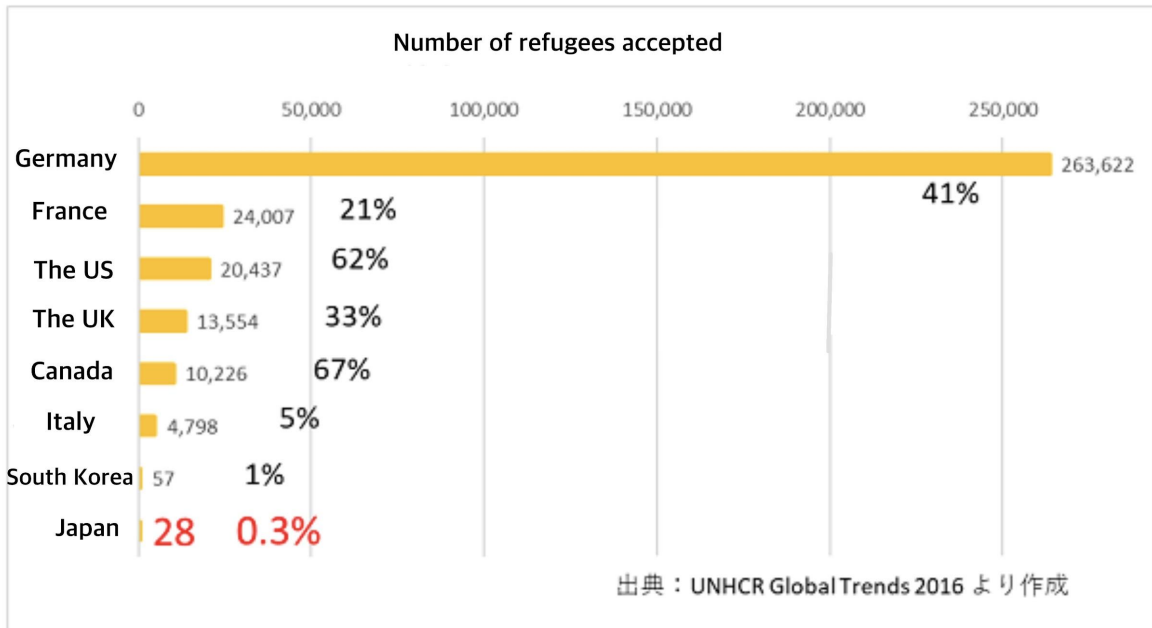 Number of refugees accepted
0 50,000 100,000 150,000 200,000 250,000
Germany 263,622
41%
France 24,007 21%
The US 20,437 62%
The UK 13,554 33%
Canada 10,226 67%
Italy 4,798 5%
South Korea 57 1%
Japan 28 0.3%
出典：UNHCR Global Trends 2016 より作成